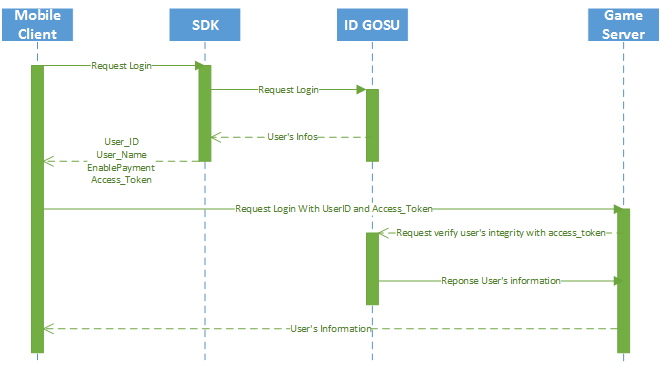 Mobile
Client
SDK
ID GOSU
Game
Server
Request Login
Request Login
User's Infos
User_ID
User_Name
EnablePayment
Access_Token
Request Login With UserID and Access_Token
Request verify user's integrity with access_token
Reponse User's information
User's Information